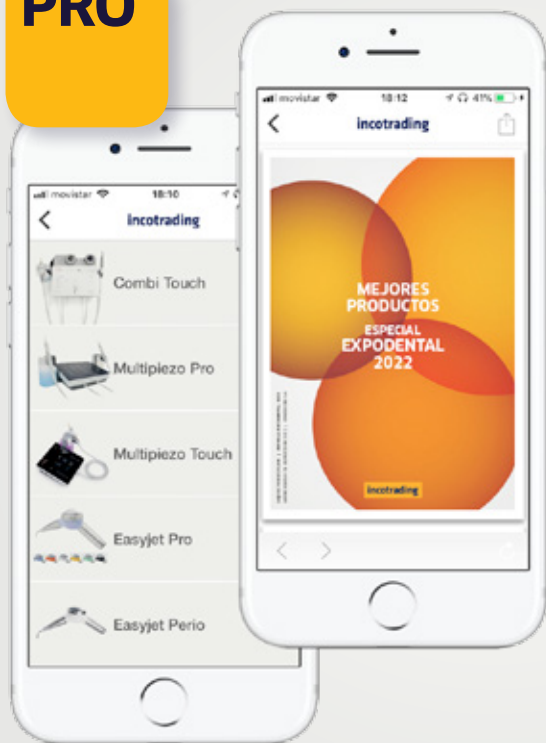 PRO
movistar
18:10
incotrading
Combi Touch
Multipiezo Pro
Multipiezo Touch
Easyjet Pro
Easyjet Perio
movistar
18:12
41%
incotrading
MEJORES
PRODUCTOS
ESPECIAL
EXPODENTAL
2022
incotrading